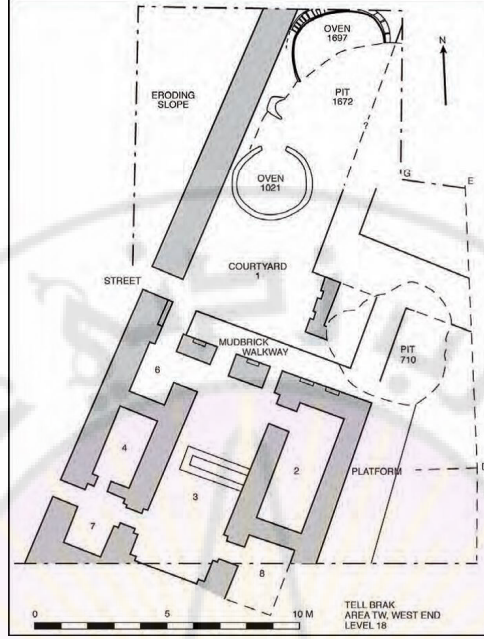 OVEN
1697
N
ERODING
SLOPE
PIT
1672
?
OVEN
1021
G
E
COURTYARD
1
STREET
MUDBRICK
WALKWAY
PIT
710
6
4
2
3
PLATFORM
7
8
0
5
10 M
TELL BRAK
AREA TW, WEST END
LEVEL 18